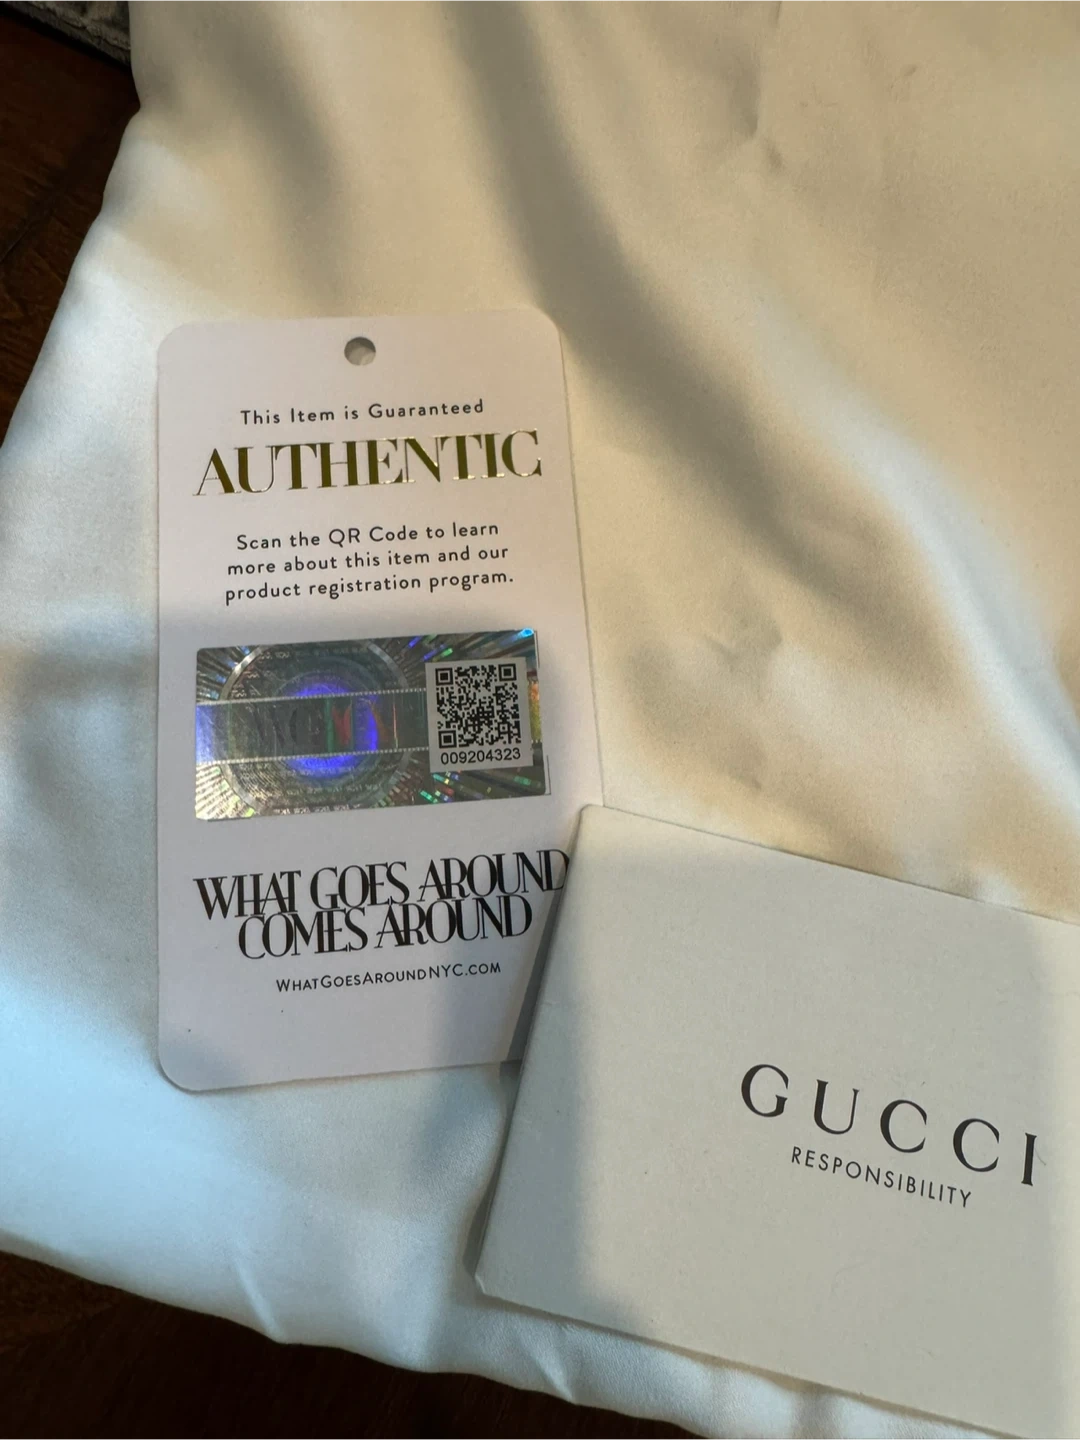 This Item is Guaranteed
AUTHENTIC
Scan the QR Code to learn
more about this item and our
product registration program.
009204323
WHAT GOES AROUND
COMES AROUND
WHATGOESAROUNDNYC.COM
GUCCI
RESPONSIBILITY